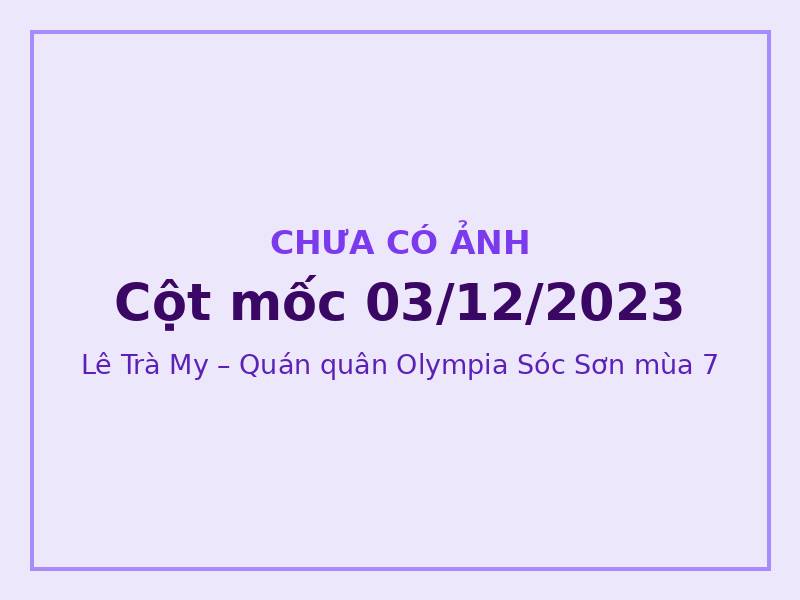 CHƯA CÓ ẢNH
Cột mốc 03/12/2023
Lê Trà My – Quán quân Olympia Sóc Sơn mùa 7